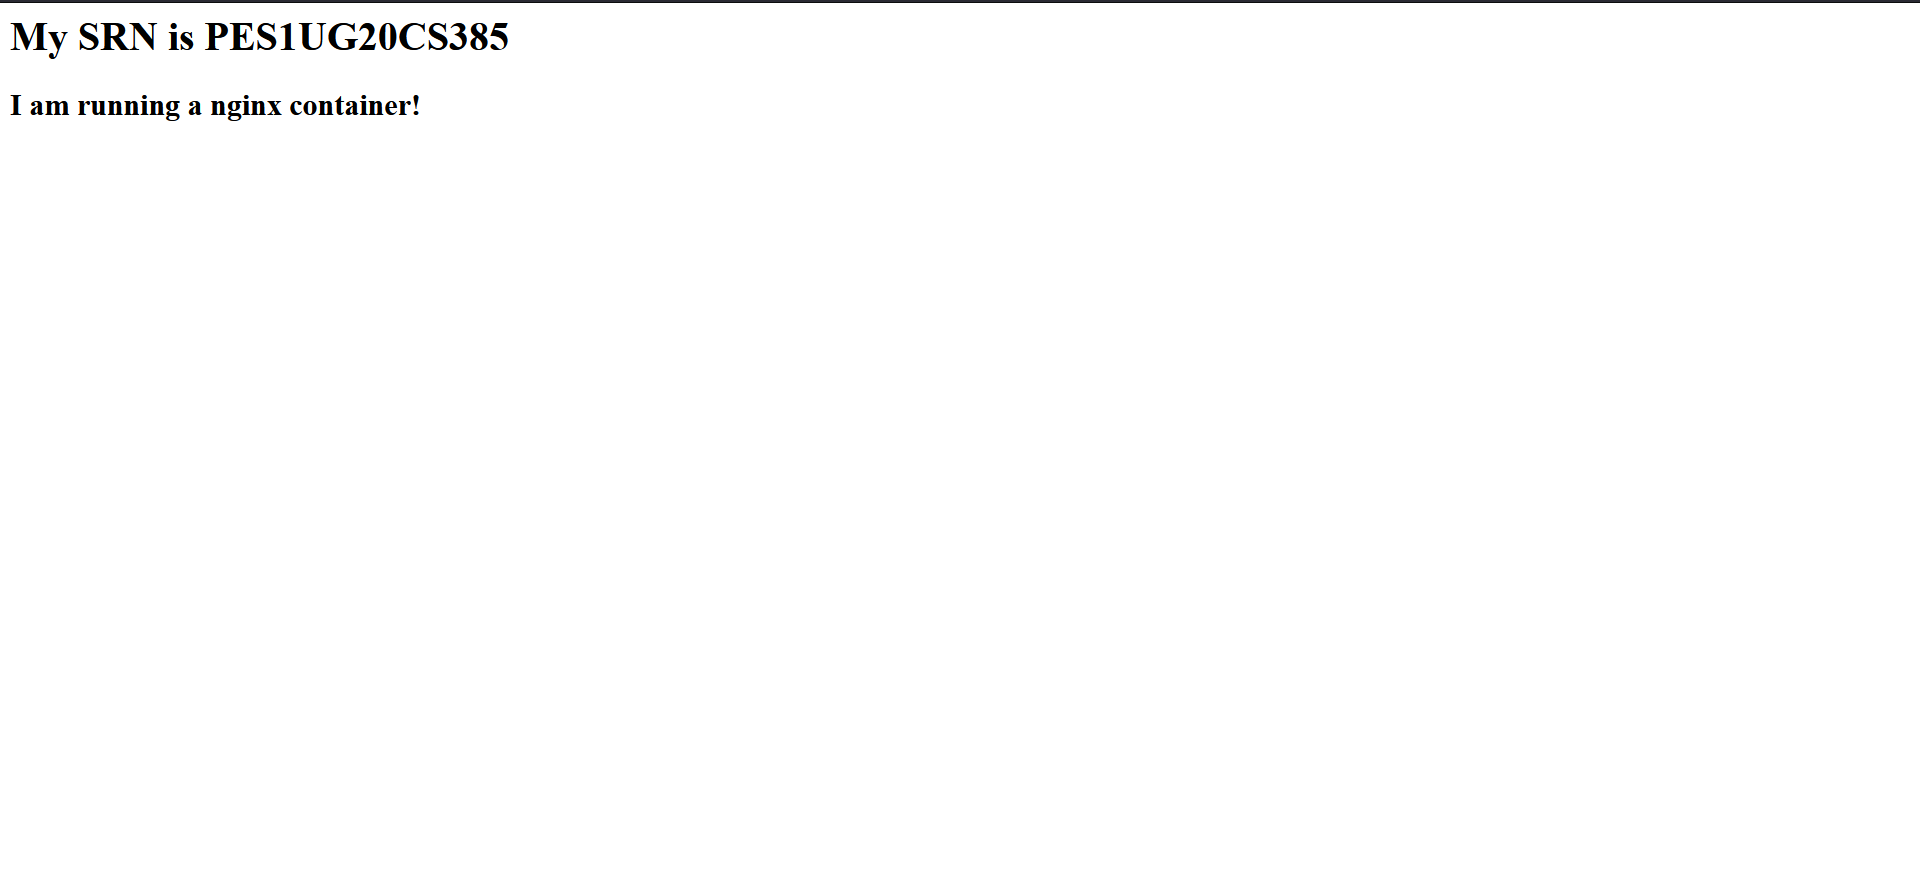 My SRN is PES1UG20CS385
I am running a nginx container!